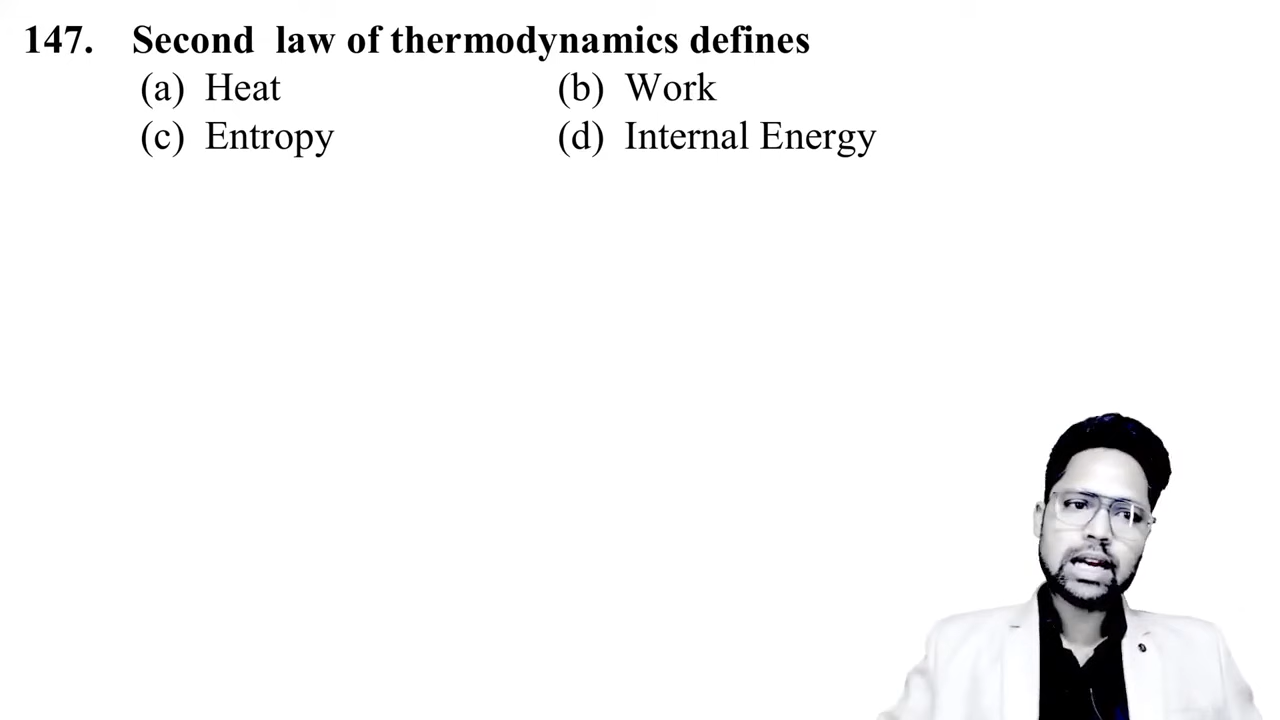 147. Second law of thermodynamics defines
(a) Heat (b) Work
(c) Entropy (d) Internal Energy